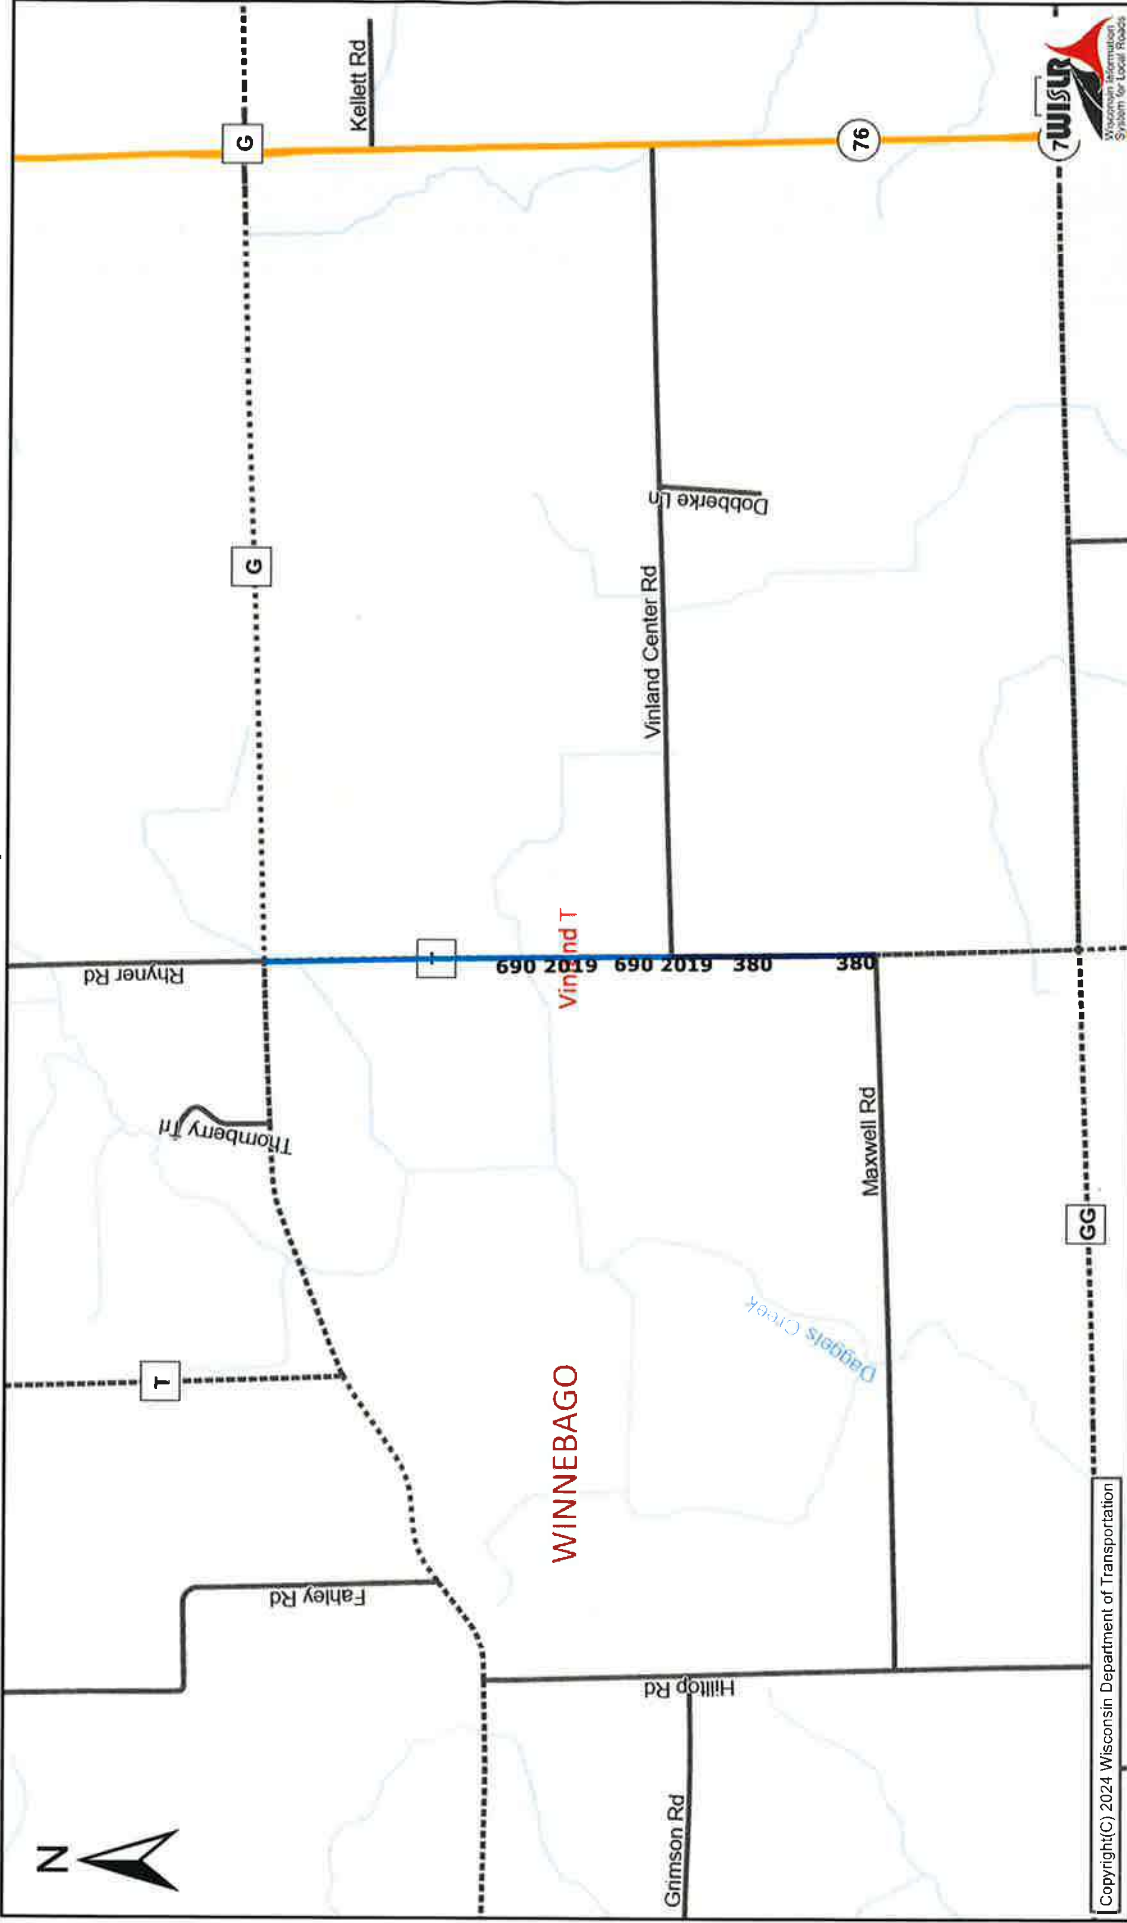 N
T
G
G
Kellett Rd
Rhyner Rd
Thornberry Trl
Fahley Rd
I
690 2019 690 2019 380 380
Vinland T
WINNEBAGO
Vinland Center Rd
Dobberke Ln
Hilltop Rd
Grimson Rd
Daggets Creek
Maxwell Rd
76
GG
7
WISLR
Wisconsin Information
System for Local Roads
Copyright(C) 2024 Wisconsin Department of Transportation